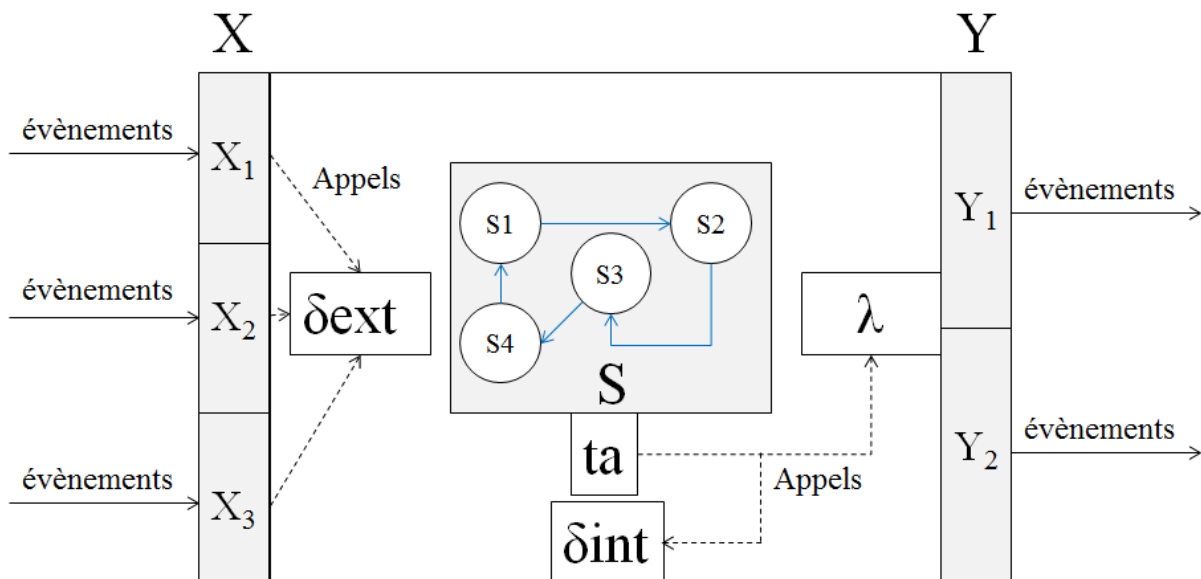 X
Y
évènements
X₁
Appels
évènements
Y₁
S1
S2
S3
évènements
X₂
δext
S4
λ
S
évènements
Y₂
ta
Appels
évènements
X₃
δint